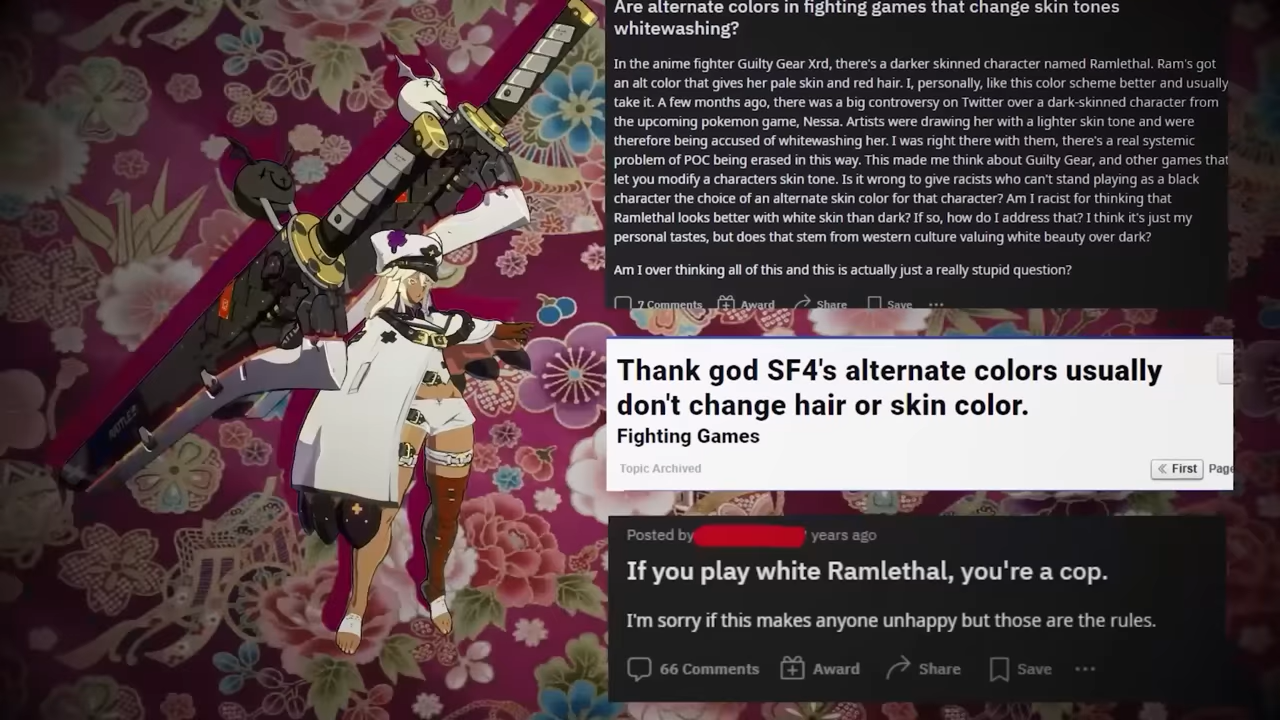 Are alternate colors in fighting games that change skin tones
whitewashing?
In the anime fighter Guilty Gear Xrd, there's a darker skinned character named Ramlethal. Ram's got
an alt color that gives her pale skin and red hair. I, personally, like this color scheme better and usually
take it. A few months ago, there was a big controversy on Twitter over a dark-skinned character from
the upcoming pokemon game, Nessa. Artists were drawing her with a lighter skin tone and were
therefore being accused of whitewashing her. I was right there with them, there's a real systemic
problem of POC being erased in this way. This made me think about Guilty Gear, and other games that
let you modify a characters skin tone. Is it wrong to give racists who can't stand playing as a black
character the choice of an alternate skin color for that character? Am I racist for thinking that
Ramlethal looks better with white skin than dark? If so, how do I address that? I think it's just my
personal tastes, but does that stem from western culture valuing white beauty over dark?
Am I over thinking all of this and this is actually just a really stupid question?
7 Comments Award Share Save
Thank god SF4's alternate colors usually
don't change hair or skin color.
Fighting Games
Topic Archived
First Page
Posted by years ago
If you play white Ramlethal, you're a cop.
I'm sorry if this makes anyone unhappy but those are the rules.
66 Comments Award Share Save